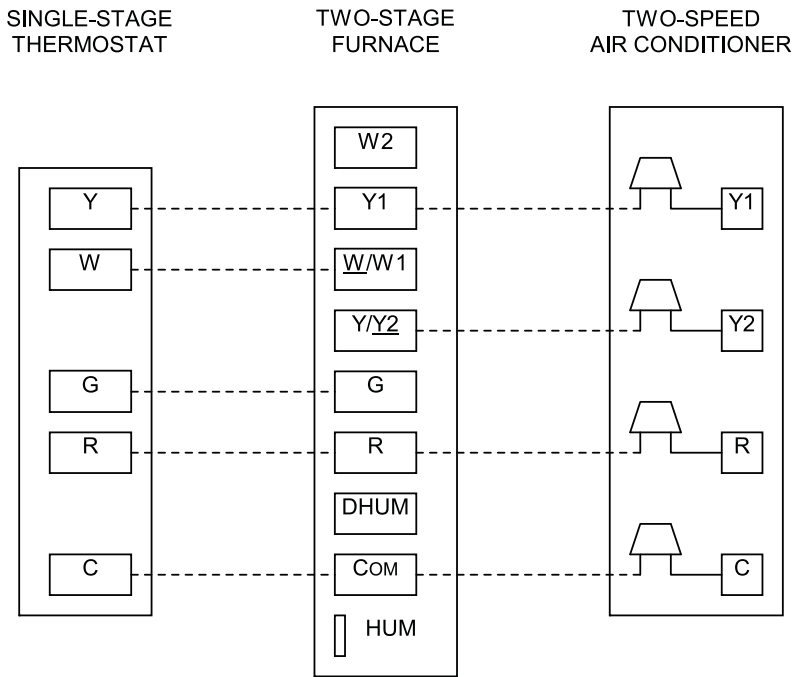 SINGLE-STAGE
THERMOSTAT
TWO-STAGE
FURNACE
TWO-SPEED
AIR CONDITIONER
W2
Y Y1 Y1
W W/W1
Y/Y2 Y2
G G
R R R
DHUM
C COM C
HUM